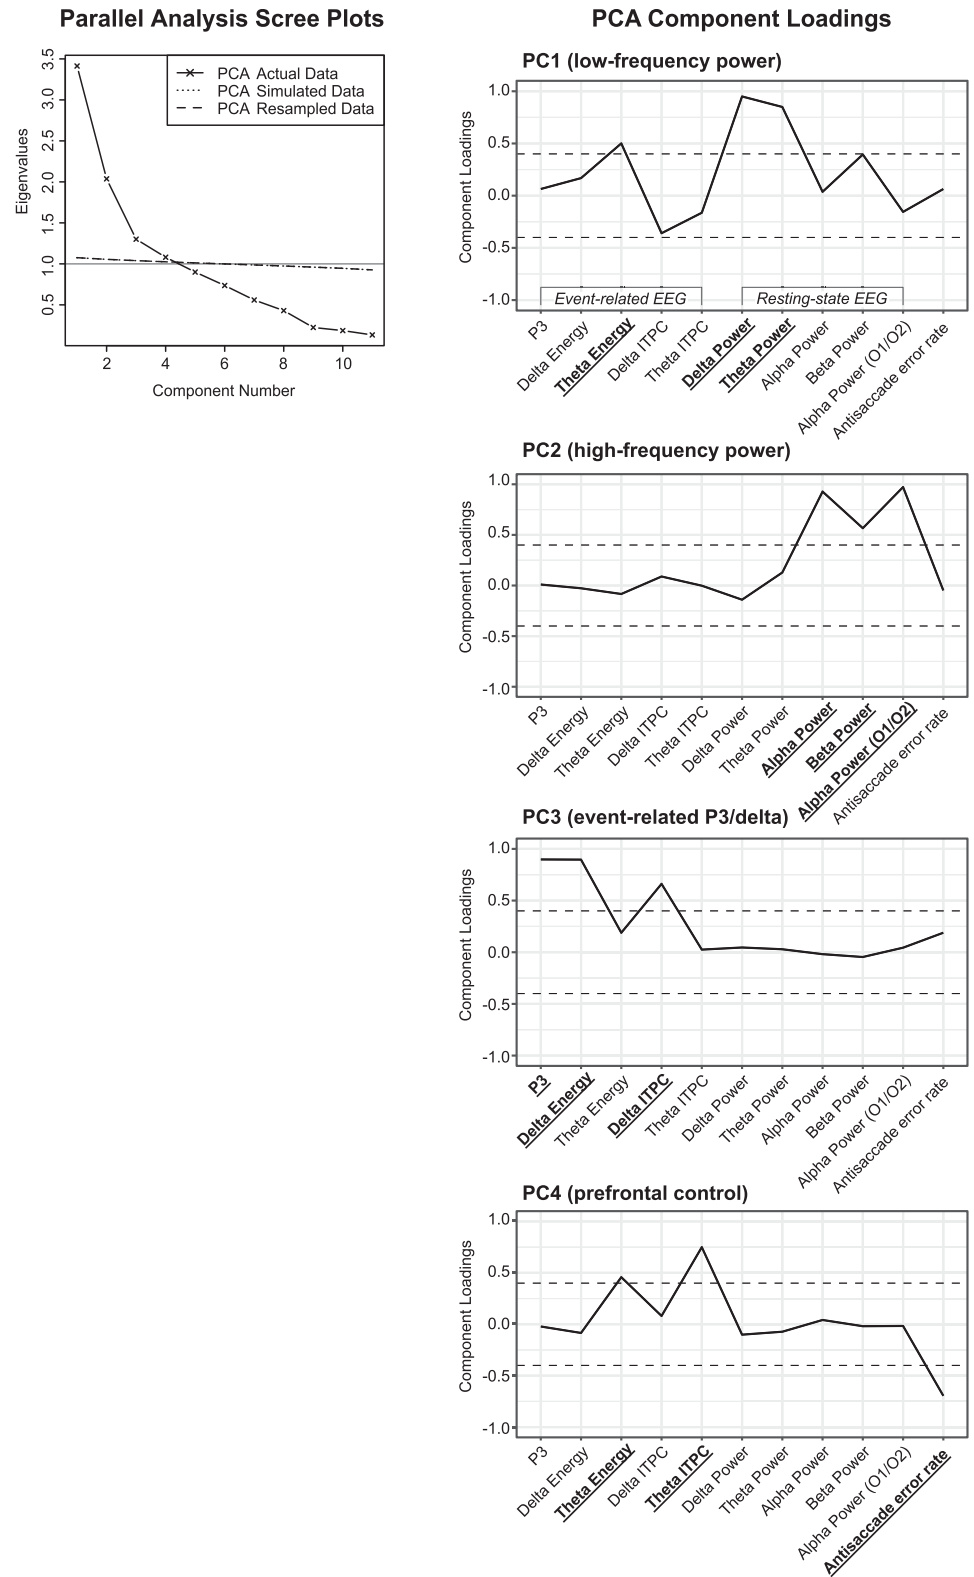 Parallel Analysis Scree Plots
PCA Actual Data
PCA Simulated Data
PCA Resampled Data
Eigenvalues
3.5
3.0
2.5
2.0
1.5
1.0
0.5
2 4 6 8 10
Component Number
PCA Component Loadings
PC1 (low-frequency power)
Component Loadings
1.0
0.5
0.0
-0.5
-1.0
Event-related EEG
Resting-state EEG
P3
Delta Energy
Theta Energy
Delta ITPC
Theta ITPC
Delta Power
Theta Power
Alpha Power
Beta Power
Alpha Power (O1/O2)
Antisaccade error rate
PC2 (high-frequency power)
Component Loadings
1.0
0.5
0.0
-0.5
-1.0
P3
Delta Energy
Theta Energy
Delta ITPC
Theta ITPC
Delta Power
Theta Power
Alpha Power
Beta Power
Alpha Power (O1/O2)
Antisaccade error rate
PC3 (event-related P3/delta)
Component Loadings
1.0
0.5
0.0
-0.5
-1.0
P3
Delta Energy
Theta Energy
Delta ITPC
Theta ITPC
Delta Power
Theta Power
Alpha Power
Beta Power
Alpha Power (O1/O2)
Antisaccade error rate
PC4 (prefrontal control)
Component Loadings
1.0
0.5
0.0
-0.5
-1.0
P3
Delta Energy
Theta Energy
Delta ITPC
Theta ITPC
Delta Power
Theta Power
Alpha Power
Beta Power
Alpha Power (O1/O2)
Antisaccade error rate